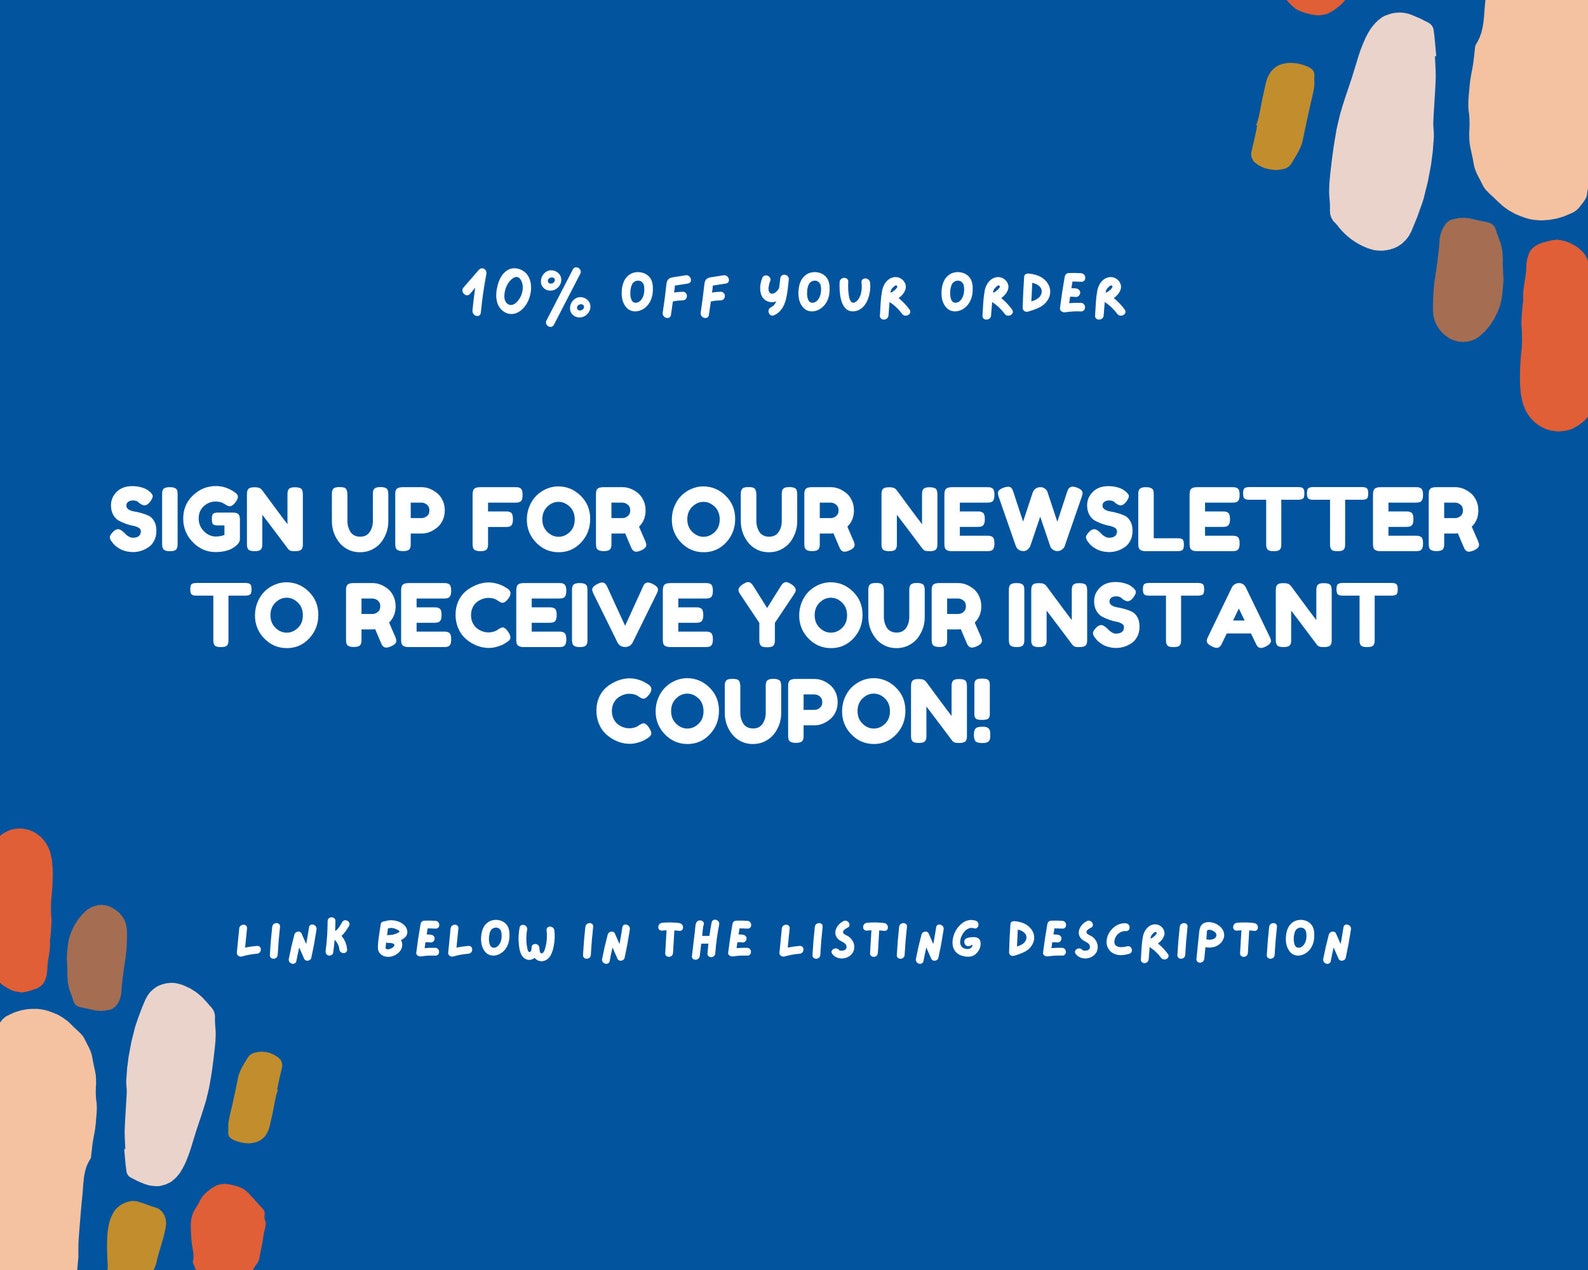 10% OFF YOUR ORDER
SIGN UP FOR OUR NEWSLETTER
TO RECEIVE YOUR INSTANT
COUPON!
LINK BELOW IN THE LISTING DESCRIPTION